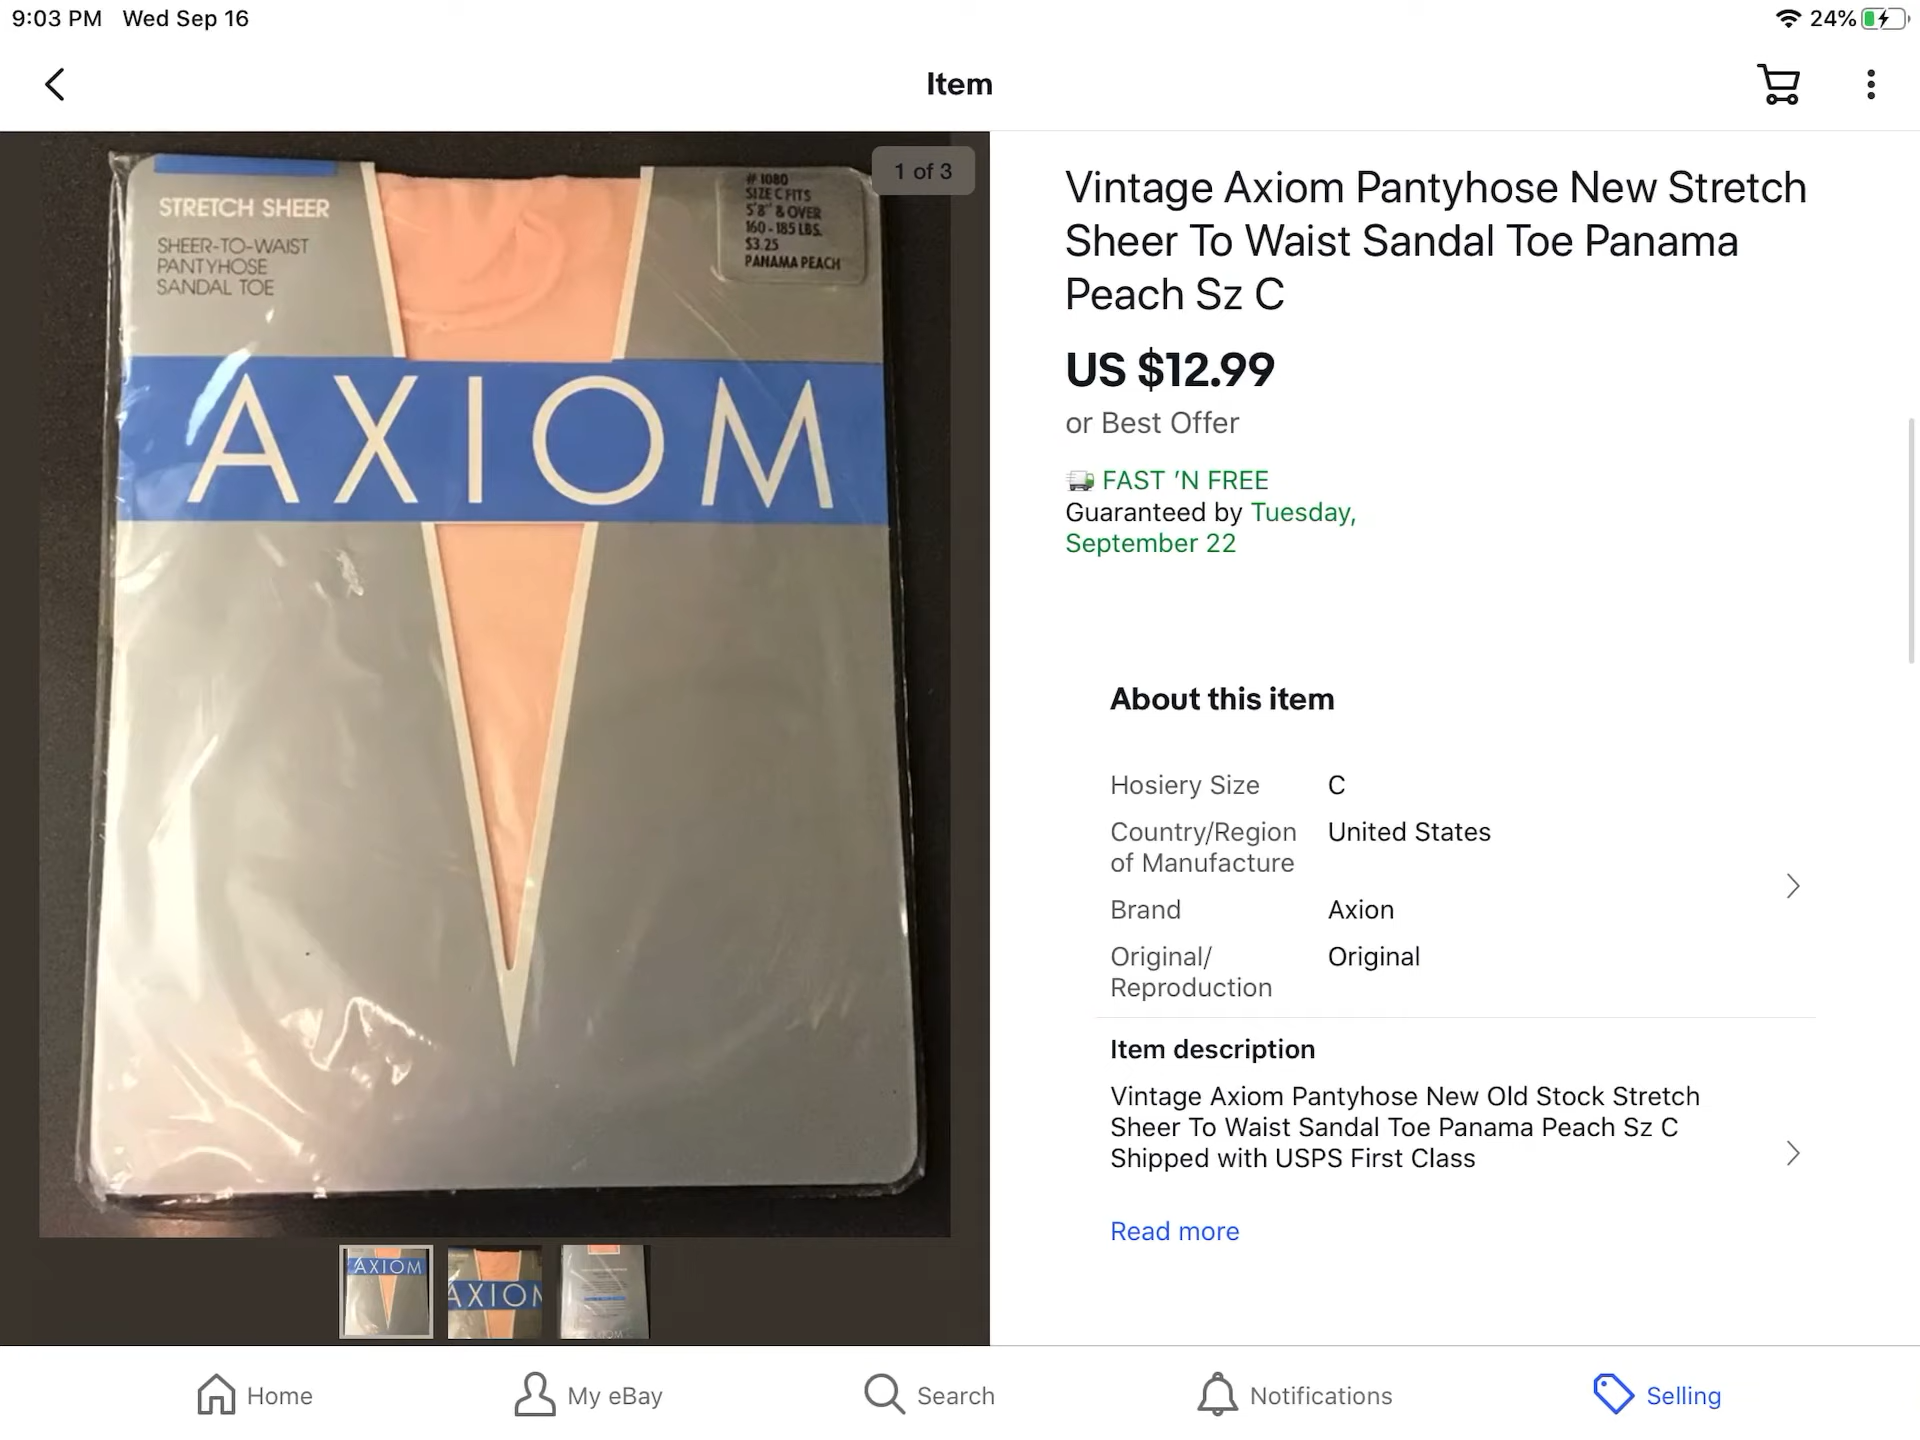 9:03 PM Wed Sep 16
24%
Item
1 of 3
STRETCH SHEER
SHEER-TO-WAIST
PANTYHOSE
SANDAL TOE
# 1080
SIZE C FITS
5'8" & OVER
160-185 LBS.
$3.25
PANAMA PEACH
AXIOM
AXIOM
AXIOM
Vintage Axiom Pantyhose New Stretch
Sheer To Waist Sandal Toe Panama
Peach Sz C
US $12.99
or Best Offer
FAST 'N FREE
Guaranteed by Tuesday,
September 22
About this item
Hosiery Size C
Country/Region United States
of Manufacture
Brand Axion
Original/ Original
Reproduction
Item description
Vintage Axiom Pantyhose New Old Stock Stretch
Sheer To Waist Sandal Toe Panama Peach Sz C
Shipped with USPS First Class
Read more
Home
My eBay
Search
Notifications
Selling